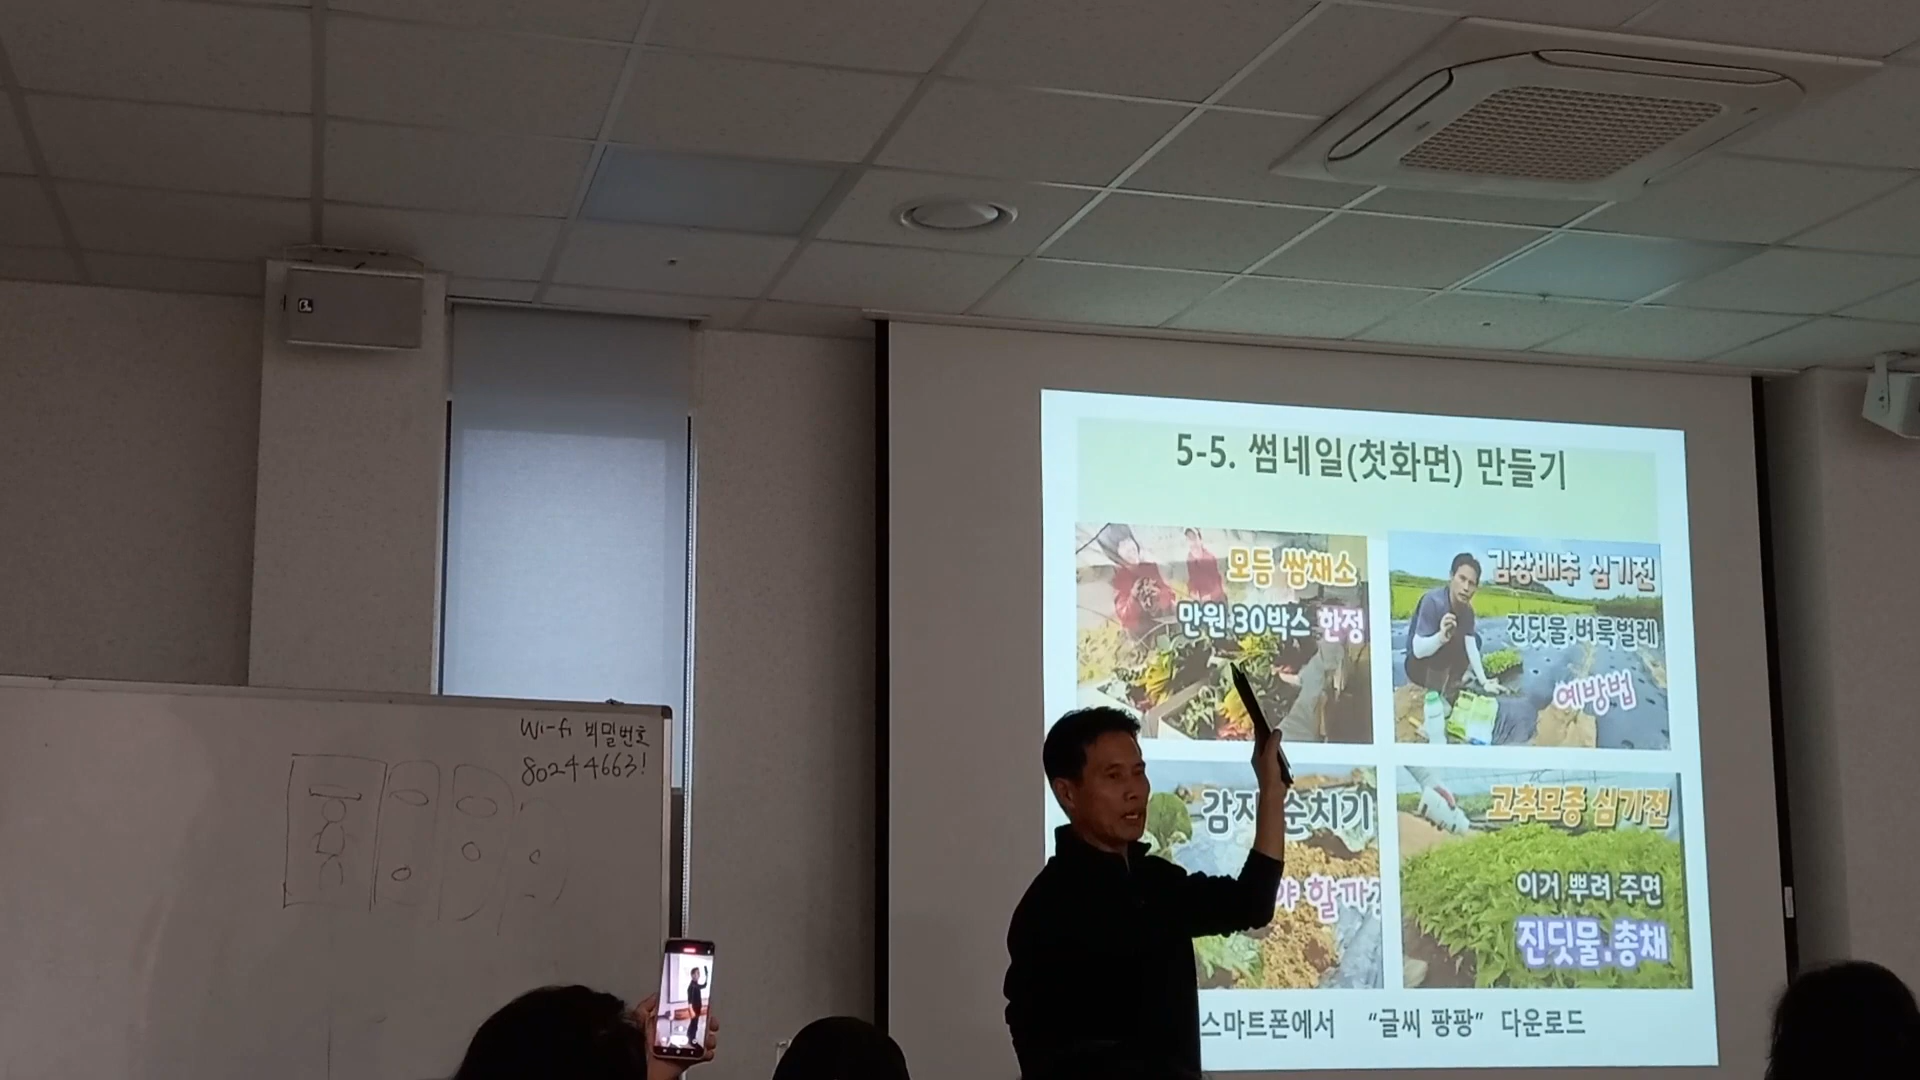 Wi-fi 비밀번호
80244663!
5-5. 썸네일(첫화면) 만들기
모듬 쌈채소
만원 30박스 한정
김장배추 심기전
진딧물.벼룩벌레
예방법
감자 순치기
야 할까?
고추모종 심기전
이거 뿌려 주면
진딧물.총채
스마트폰에서 "글씨 팡팡" 다운로드